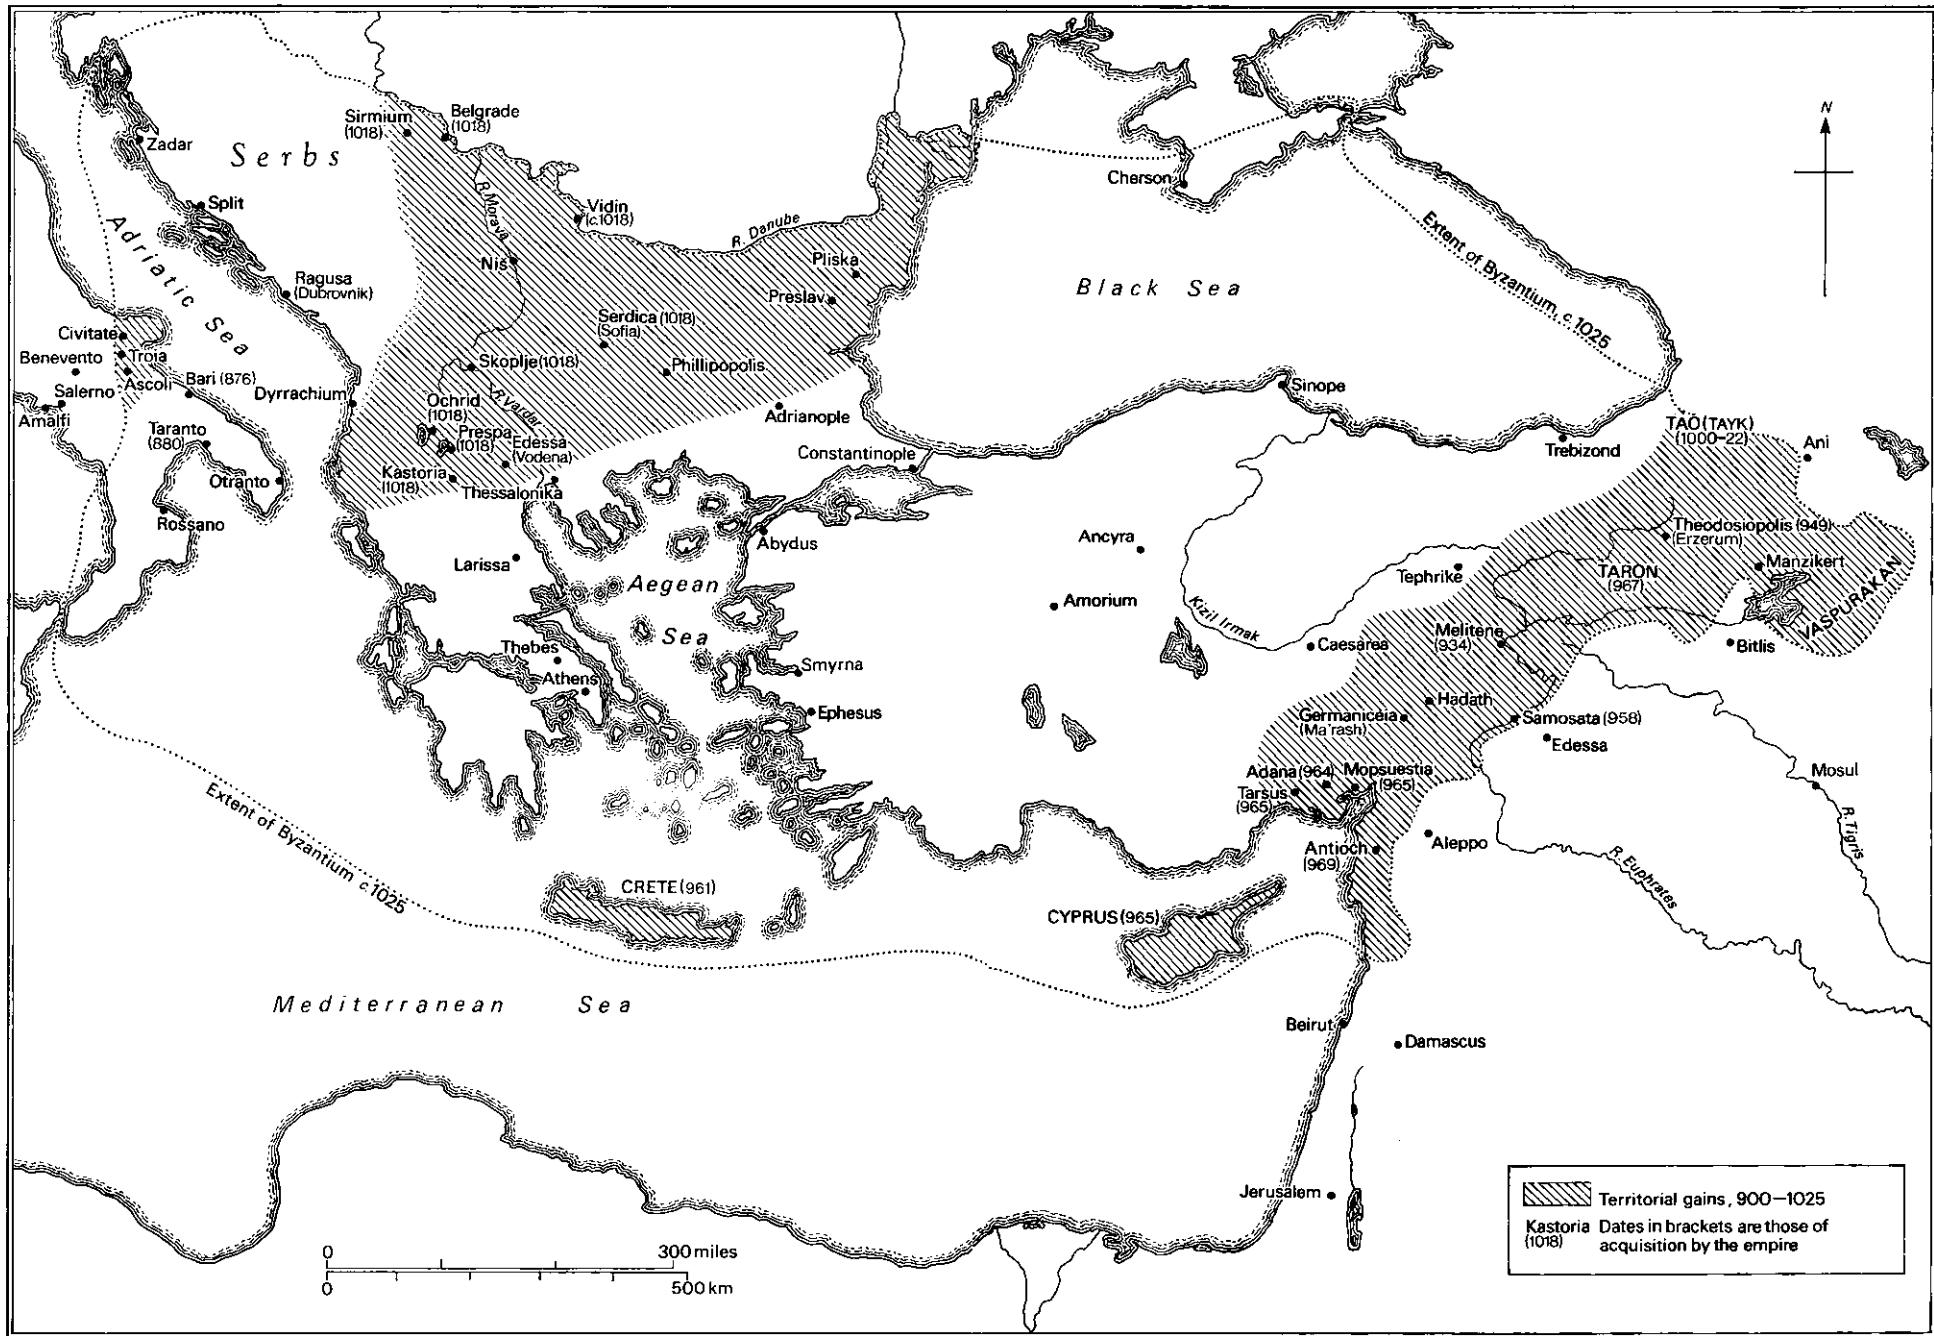 Sirmium
(1018)
Belgrade
(1018)
N
Zadar
Serbs
Cherson
R. Morava
Split
Vidin
(c.1018)
R. Danube
Extent of Byzantium, c.1025
Adriatic Sea
Niš
Pliska
Ragusa
(Dubrovnik)
Preslav
Black Sea
Serdica (1018)
(Sofia)
Civitate
Troia
Benevento
Ascoli
Skoplje (1018)
Phillipopolis
Salerno
Bari (876)
Dyrrachium
Sinope
Amalfi
Ochrid
(1018)
R. Vardar
Adrianople
Taranto
(880)
Prespa
(1018)
Edessa
(Vodena)
TAO (TAYK)
(1000–22)
Ani
Trebizond
Constantinople
Otranto
Kastoria
(1018)
Thessalonika
Rossano
Theodosiopolis (949)
(Erzerum)
Abydus
Ancyra
Larissa
Manzikert
Tephrike
TARON
(967)
Aegean
Sea
Amorium
Kizil Irmak
VASPURAKAN
Melitene
(934)
Thebes
Caesarea
Bitlis
Smyrna
Athens
Hadath
Ephesus
Germaniceia
(Ma'rash)
Samosata (958)
Edessa
Adana (964)
Mopsuestia
(965)
Mosul
Tarsus
(965)
Extent of Byzantium c.1025
R. Tigris
Aleppo
Antioch
(969)
R. Euphrates
CRETE (961)
CYPRUS (965)
Mediterranean Sea
Beirut
Damascus
Jerusalem
Territorial gains, 900–1025
Kastoria
(1018)
Dates in brackets are those of
acquisition by the empire
0 300 miles
0 500 km